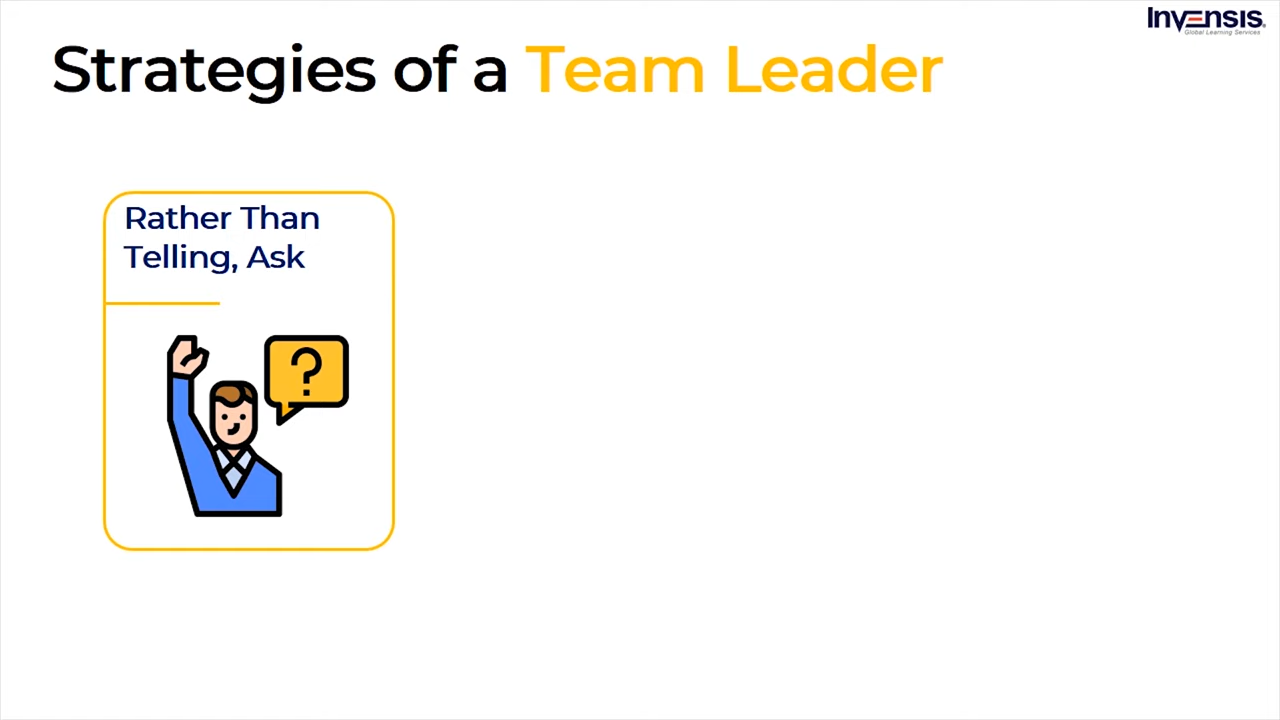 Invensis
Global Learning Services
Strategies of a Team Leader
Rather Than
Telling, Ask
?